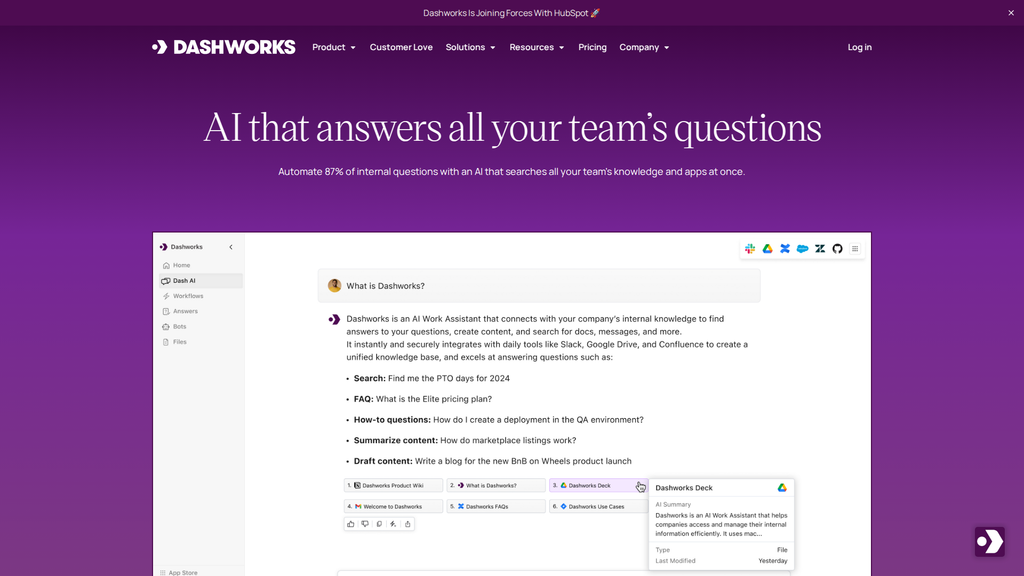 Dashworks Is Joining Forces With HubSpot 🚀
DASHWORKS
Product
Customer Love
Solutions
Resources
Pricing
Company
Log in
AI that answers all your team's questions
Automate 87% of internal questions with an AI that searches all your team's knowledge and apps at once.
Dashworks
Home
Dash AI
Workflows
Answers
Bots
Files
App Store
What is Dashworks?
Dashworks is an AI Work Assistant that connects with your company's internal knowledge to find
answers to your questions, create content, and search for docs, messages, and more.
It instantly and securely integrates with daily tools like Slack, Google Drive, and Confluence to create a
unified knowledge base, and excels at answering questions such as:
• Search: Find me the PTO days for 2024
• FAQ: What is the Elite pricing plan?
• How-to questions: How do I create a deployment in the QA environment?
• Summarize content: How do marketplace listings work?
• Draft content: Write a blog for the new BnB on Wheels product launch
1. Dashworks Product Wiki
2. What is Dashworks?
3. Dashworks Deck
4. Welcome to Dashworks
5. Dashworks FAQs
6. Dashworks Use Cases
Dashworks Deck
AI Summary
Dashworks is an AI Work Assistant that helps
companies access and manage their internal
information efficiently. It uses mac...
Type File
Last Modified Yesterday